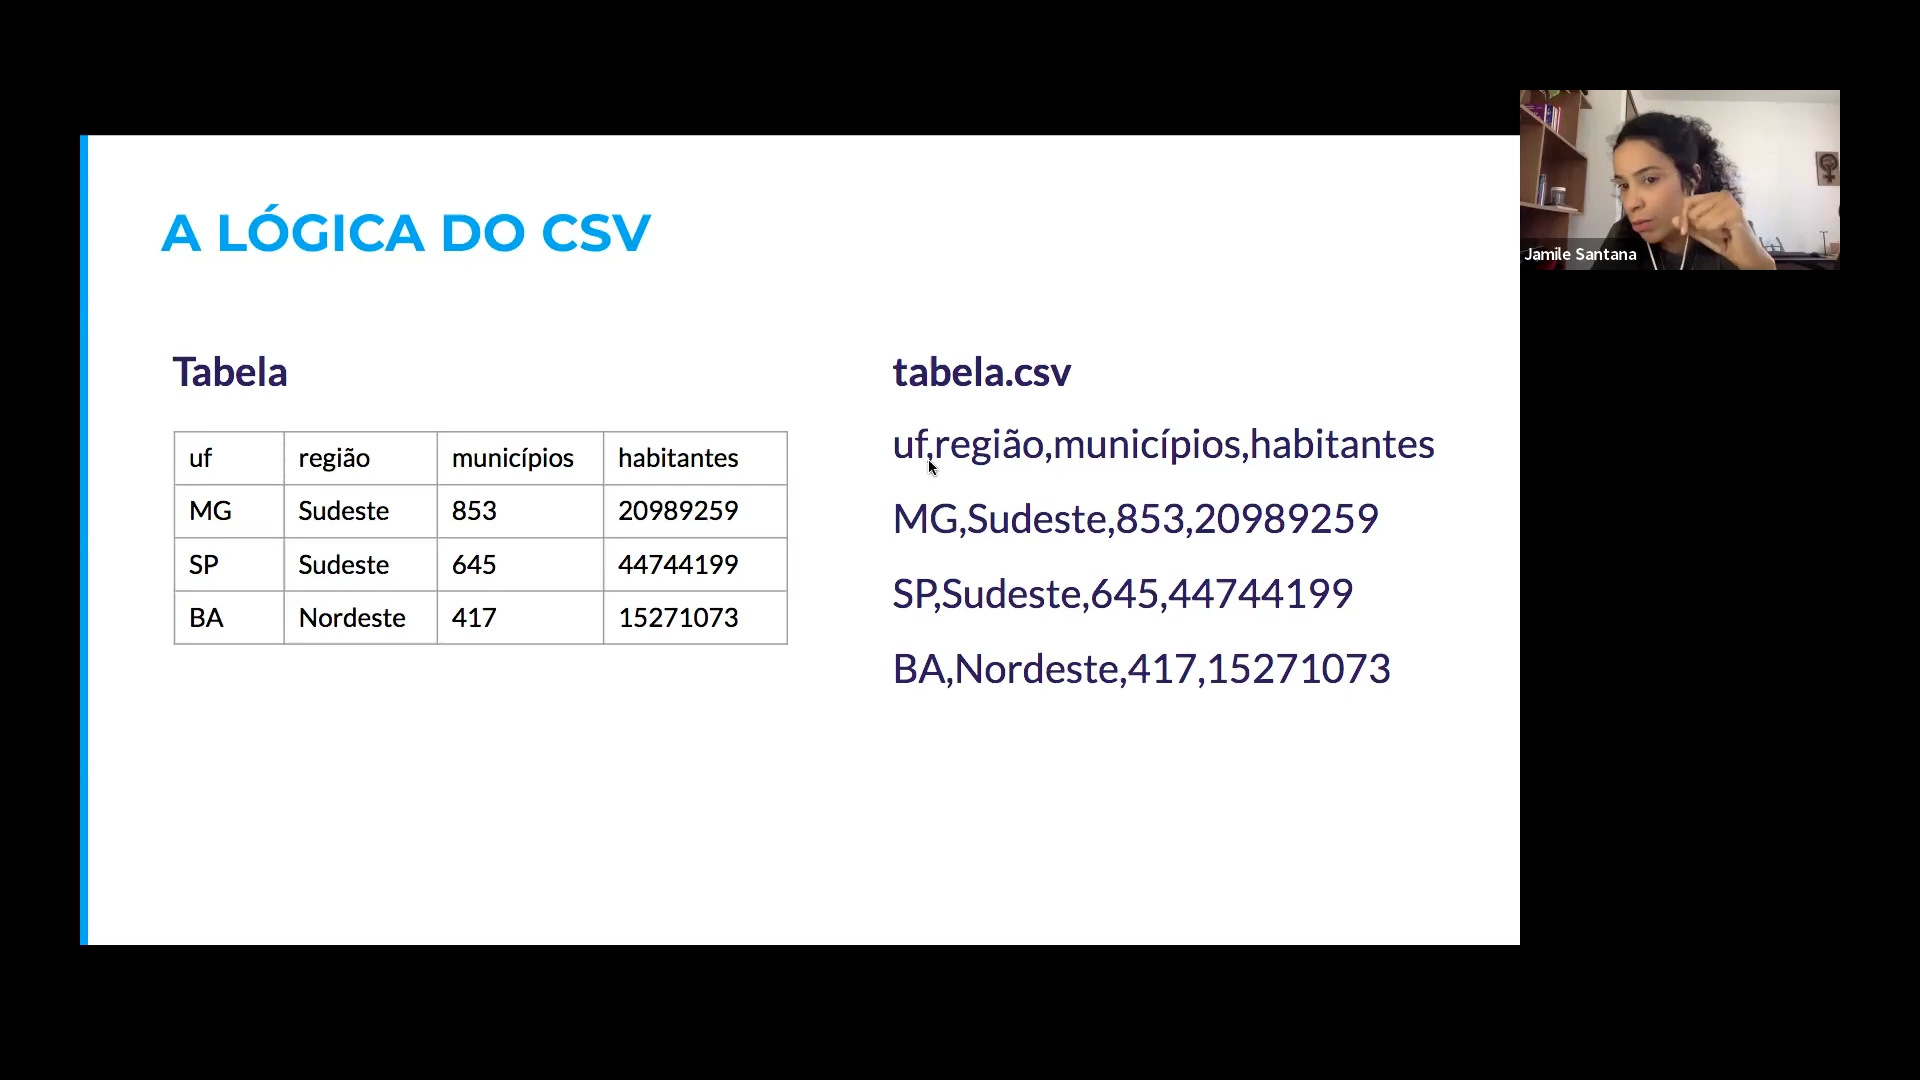 A LÓGICA DO CSV
Tabela
uf região municípios habitantes
MG Sudeste 853 20989259
SP Sudeste 645 44744199
BA Nordeste 417 15271073
tabela.csv
uf,região,municípios,habitantes
MG,Sudeste,853,20989259
SP,Sudeste,645,44744199
BA,Nordeste,417,15271073
Jamile Santana